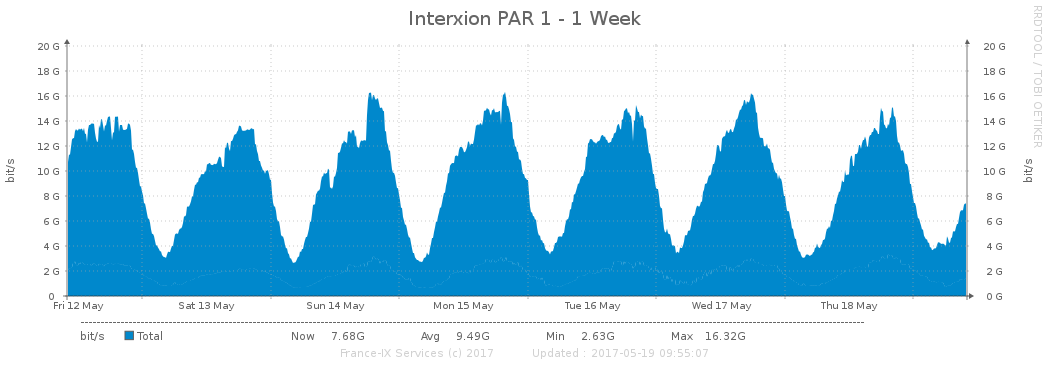 Interxion PAR 1 - 1 Week
RRDTOOL / TOBI OETIKER
20 G 20 G
18 G 18 G
16 G 16 G
14 G 14 G
12 G 12 G
10 G 10 G
8 G 8 G
6 G 6 G
4 G 4 G
2 G 2 G
0 0 G
bit/s
bit/s
Fri 12 May Sat 13 May Sun 14 May Mon 15 May Tue 16 May Wed 17 May Thu 18 May
bit/s Total Now 7.68G Avg 9.49G Min 2.63G Max 16.32G
France-IX Services (c) 2017 Updated : 2017-05-19 09:55:07